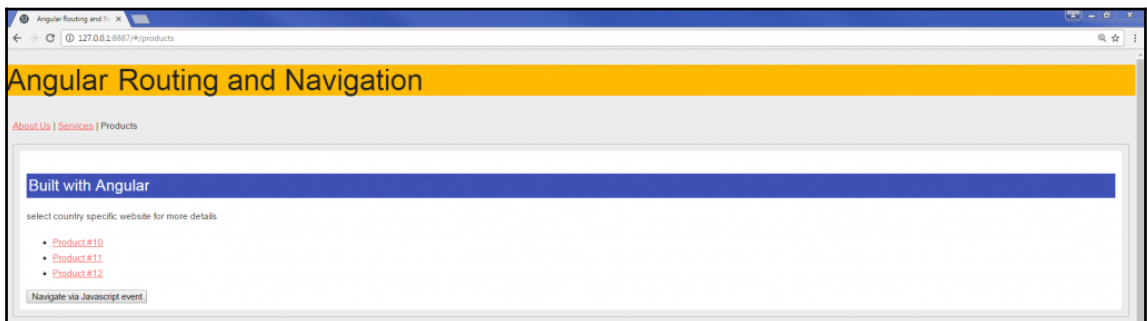 Angular Routing and N
127.0.0.1:8887/#/products
Angular Routing and Navigation
About Us | Services | Products
Built with Angular
select country specific website for more details
Product #10
Product #11
Product #12
Navigate via Javascript event